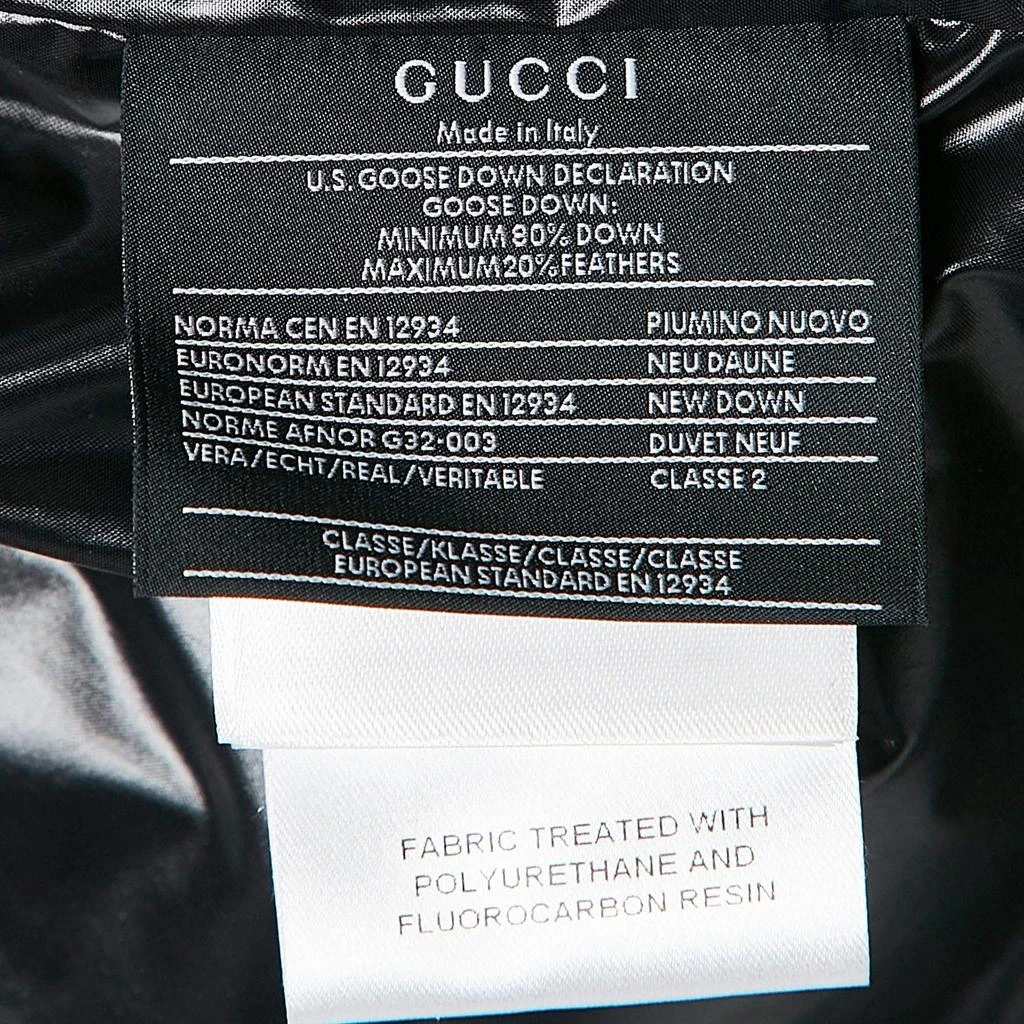 GUCCI
Made in Italy
U.S. GOOSE DOWN DECLARATION
GOOSE DOWN:
MINIMUM 80% DOWN
MAXIMUM 20% FEATHERS
NORMA CEN EN 12934 PIUMINO NUOVO
EURONORM EN 12934 NEU DAUNE
EUROPEAN STANDARD EN 12934 NEW DOWN
NORME AFNOR G32-003 DUVET NEUF
VERA/ECHT/REAL/VERITABLE CLASSE 2
CLASSE/KLASSE/CLASSE/CLASSE
EUROPEAN STANDARD EN 12934
FABRIC TREATED WITH
POLYURETHANE AND
FLUOROCARBON RESIN